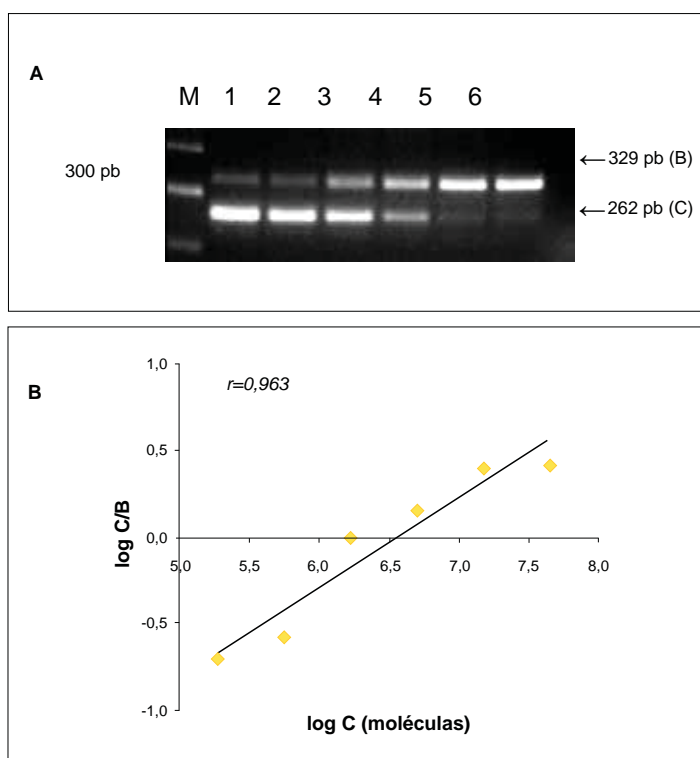 A
M 1 2 3 4 5 6
300 pb
←329 pb (B)
←262 pb (C)
B
r=0,963
1,0
0,5
0,0
-0,5
-1,0
5,0 5,5 6,0 6,5 7,0 7,5 8,0
log C/B
log C (moléculas)